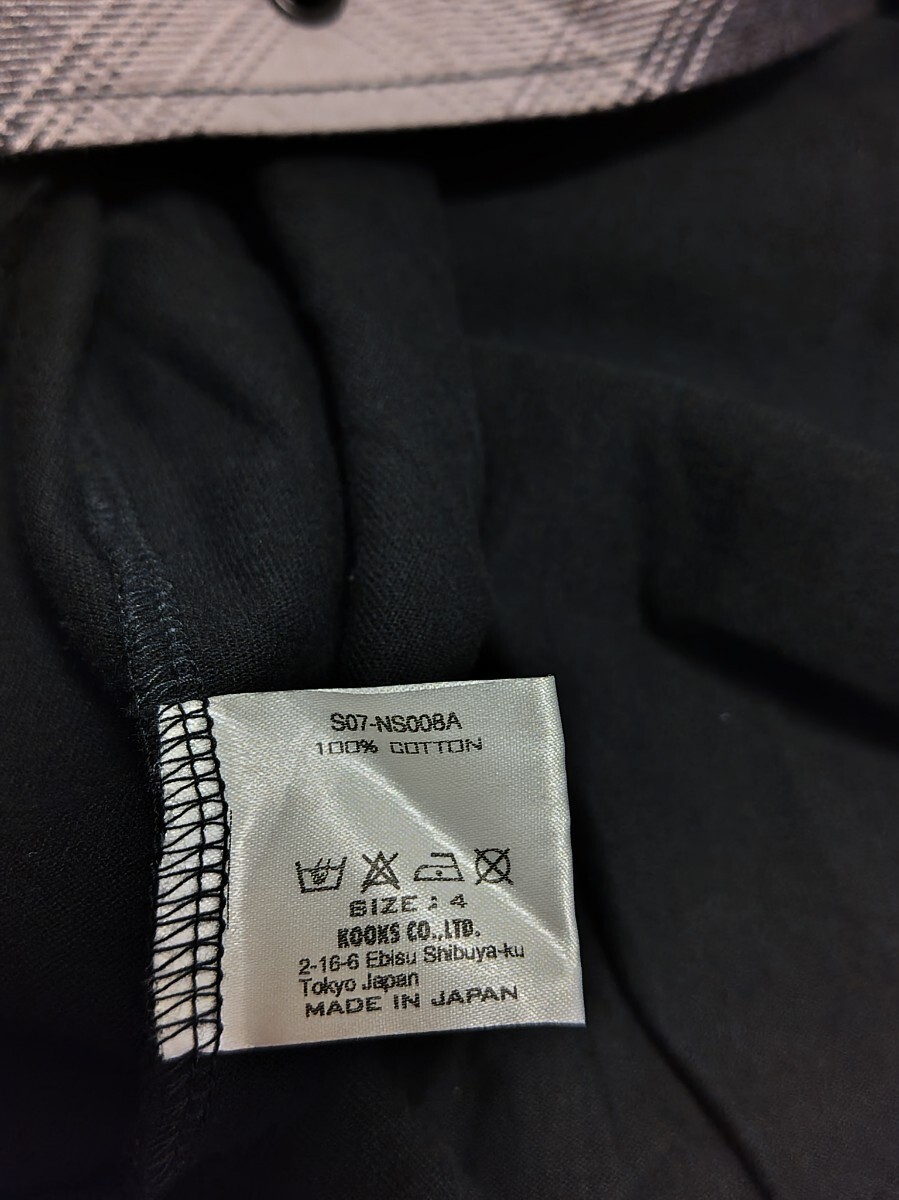 S07-NS008A
100% COTTON
SIZE : 4
KOOKS CO.,LTD.
2-16-6 Ebisu Shibuya-ku
Tokyo Japan
MADE IN JAPAN